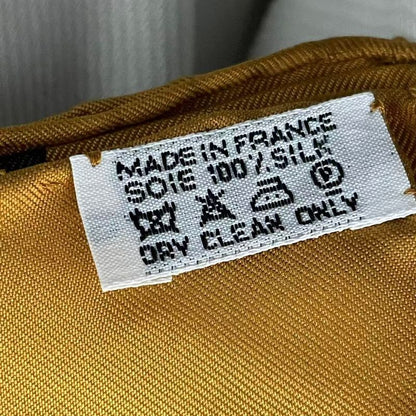 MADE IN FRANCE
SOIE 100% SILK
P
DRY CLEAN ONLY